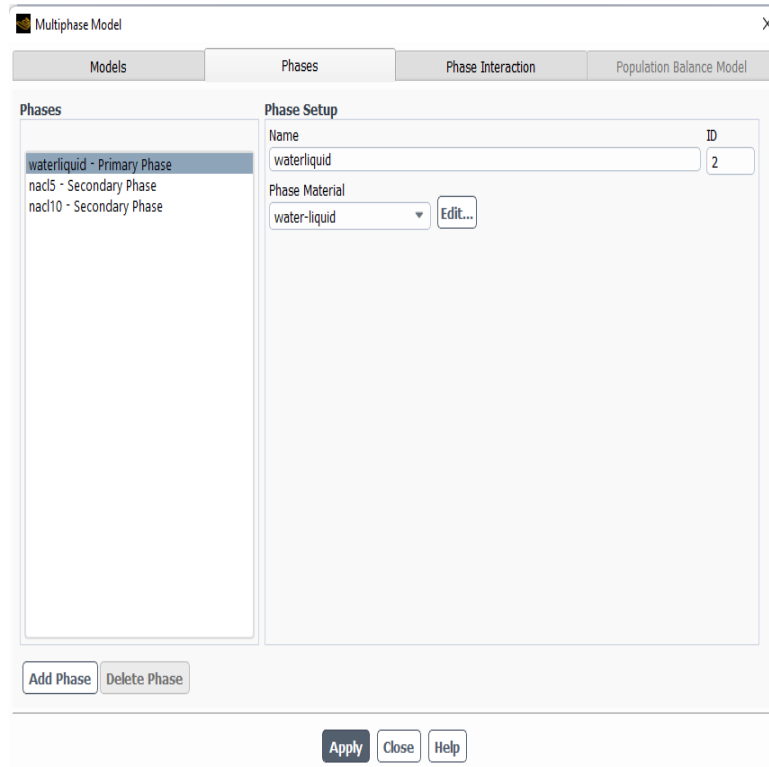 Multiphase Model
Models Phases Phase Interaction Population Balance Model
Phases
waterliquid - Primary Phase
nacl5 - Secondary Phase
nacl10 - Secondary Phase
Phase Setup
Name ID
waterliquid 2
Phase Material
water-liquid Edit...
Add Phase Delete Phase
Apply Close Help